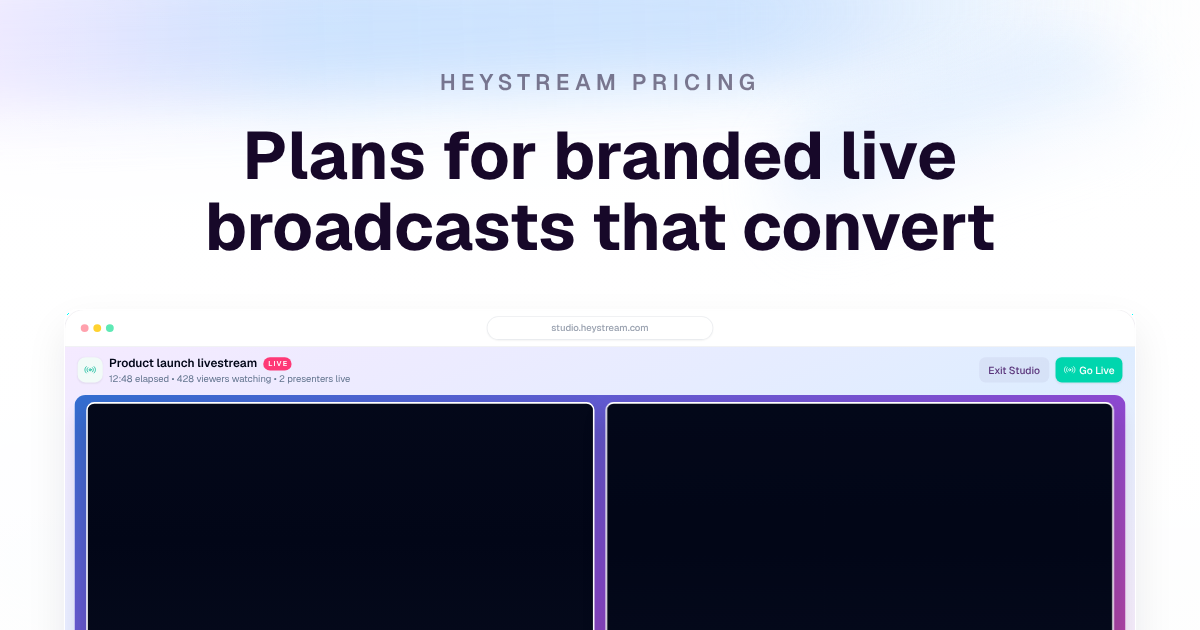 HEYSTREAM PRICING
Plans for branded live
broadcasts that convert
studio.heystream.com
Product launch livestream LIVE
12:48 elapsed • 428 viewers watching • 2 presenters live
Exit Studio
Go Live